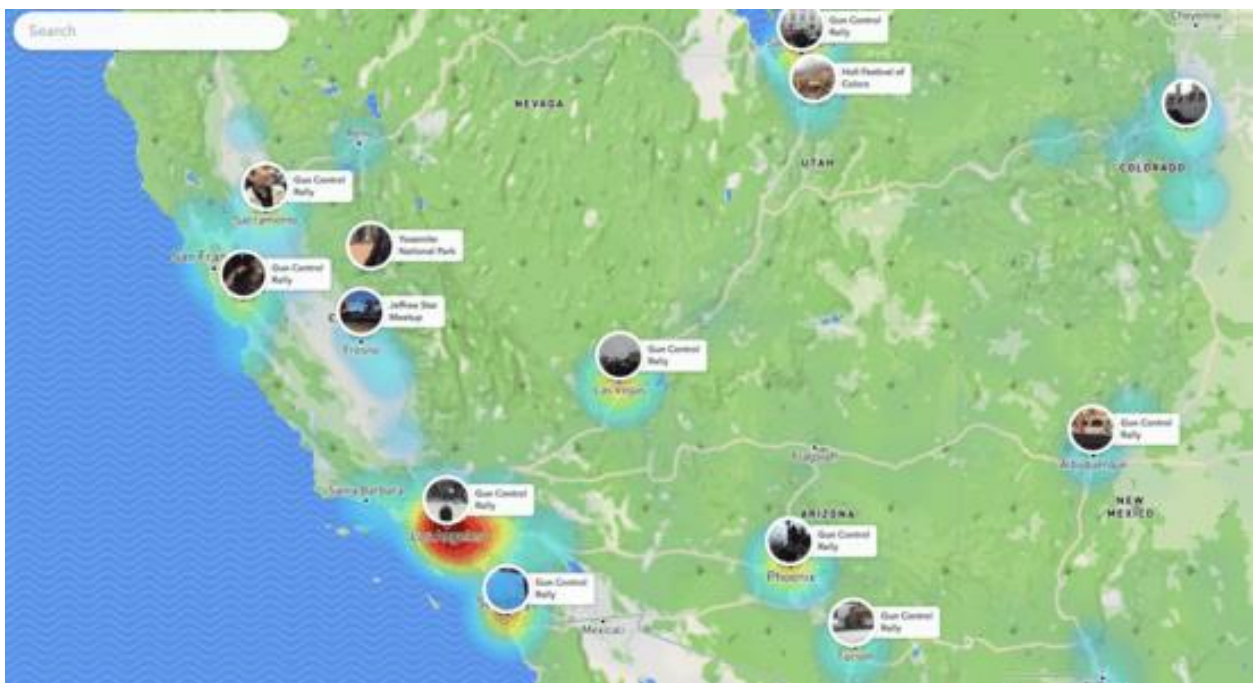 Search
Gun Control
Rally
Cheyenne
Holi Festival of
Colors
NEVADA
Reno
UTAH
COLORADO
Gun Control
Rally
Sacramento
Yosemite
National Park
San Fran
Gun Control
Rally
Jeffree Star
Meetup
Fresno
Gun Control
Rally
Las Vegas
Gun Control
Rally
Albuquerque
Flagstaff
Santa Barbara
Gun Control
Rally
Los Angeles
ARIZONA
NEW
MEXICO
Gun Control
Rally
Phoenix
Gun Control
Rally
Mexicali
Gun Control
Rally
Tucson